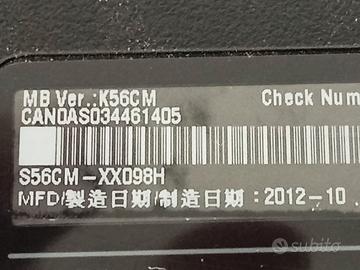 MB Ver.:K56CM Check Num
CAN0AS034461405
S56CM-XX098H
MFD/製造日期/制造日期:2012-10
subito